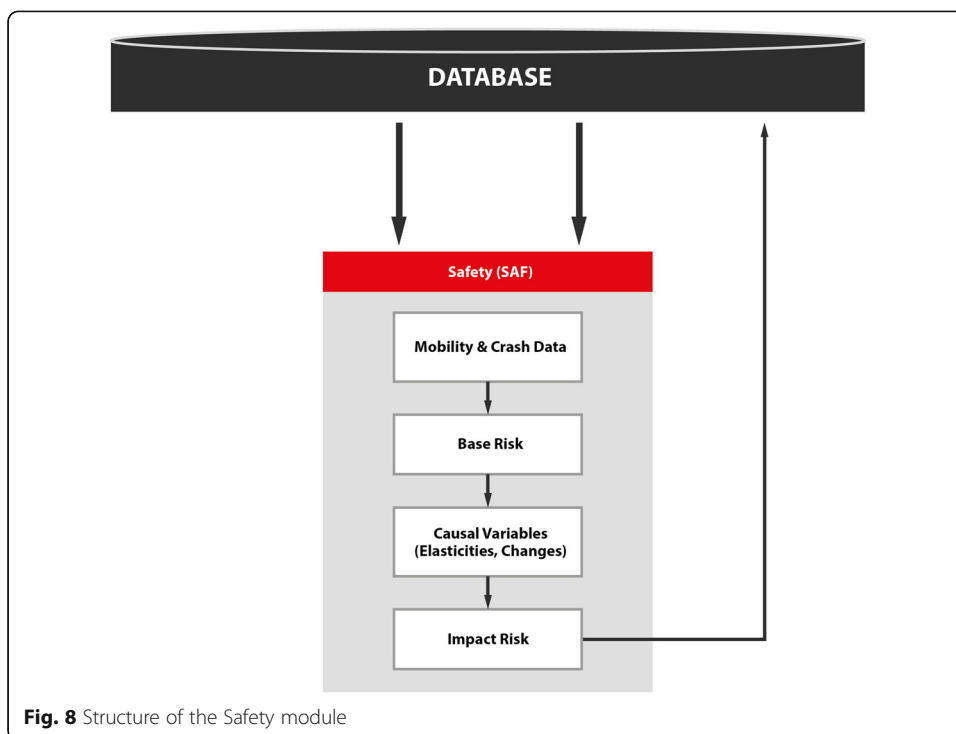 DATABASE
Safety (SAF)
Mobility & Crash Data
Base Risk
Causal Variables
(Elasticities, Changes)
Impact Risk
Fig. 8 Structure of the Safety module